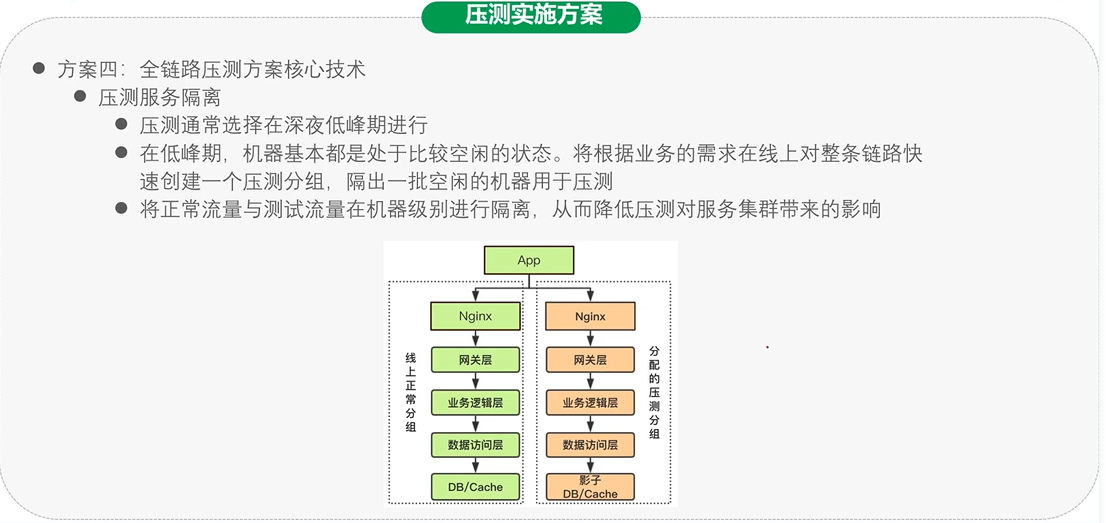 压测实施方案
方案四：全链路压测方案核心技术
压测服务隔离
压测通常选择在深夜低峰期进行
在低峰期，机器基本都是处于比较空闲的状态。将根据业务的需求在线上对整条链路快
速创建一个压测分组，隔出一批空闲的机器用于压测
将正常流量与测试流量在机器级别进行隔离，从而降低压测对服务集群带来的影响
App
线上正常分组
Nginx
网关层
业务逻辑层
数据访问层
DB/Cache
Nginx
网关层
业务逻辑层
数据访问层
影子
DB/Cache
分配的压测分组